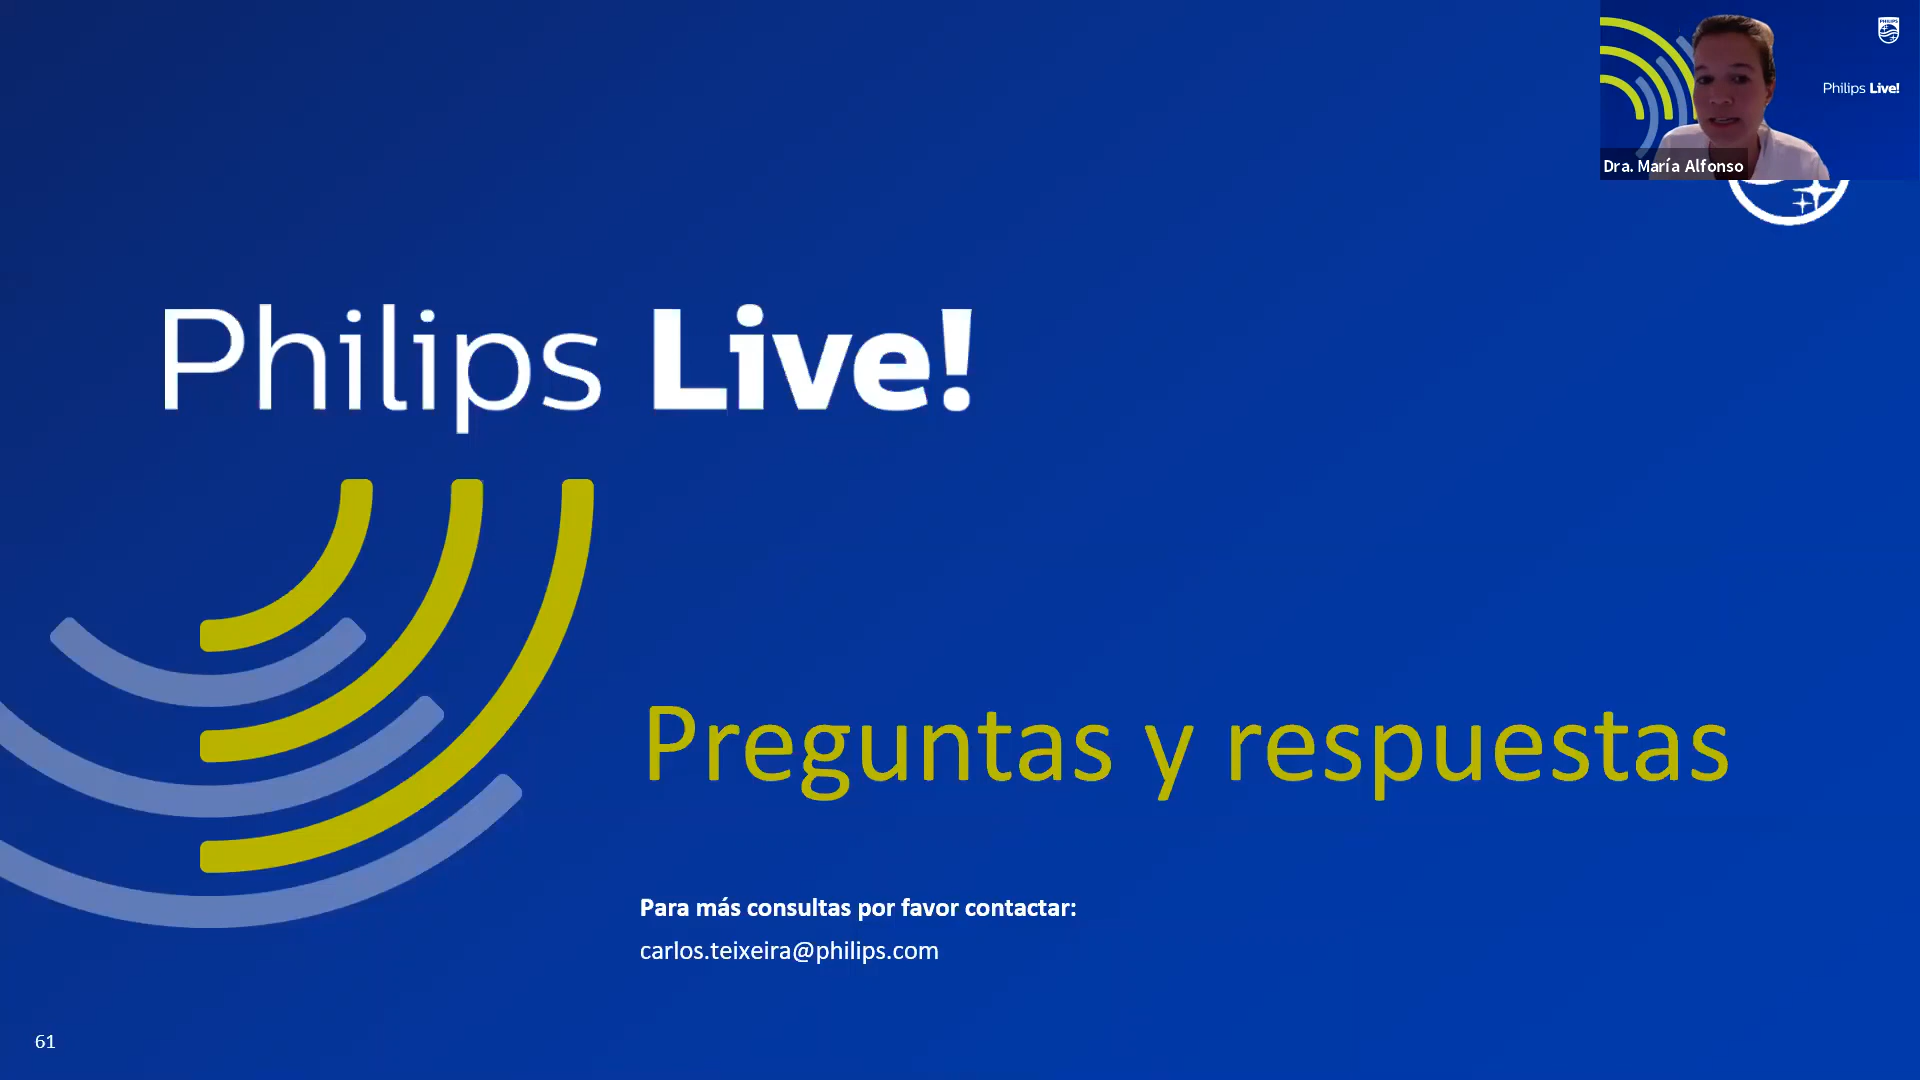 PHILIPS
Philips Live!
Dra. María Alfonso
Philips Live!
Preguntas y respuestas
Para más consultas por favor contactar:
carlos.teixeira@philips.com
61